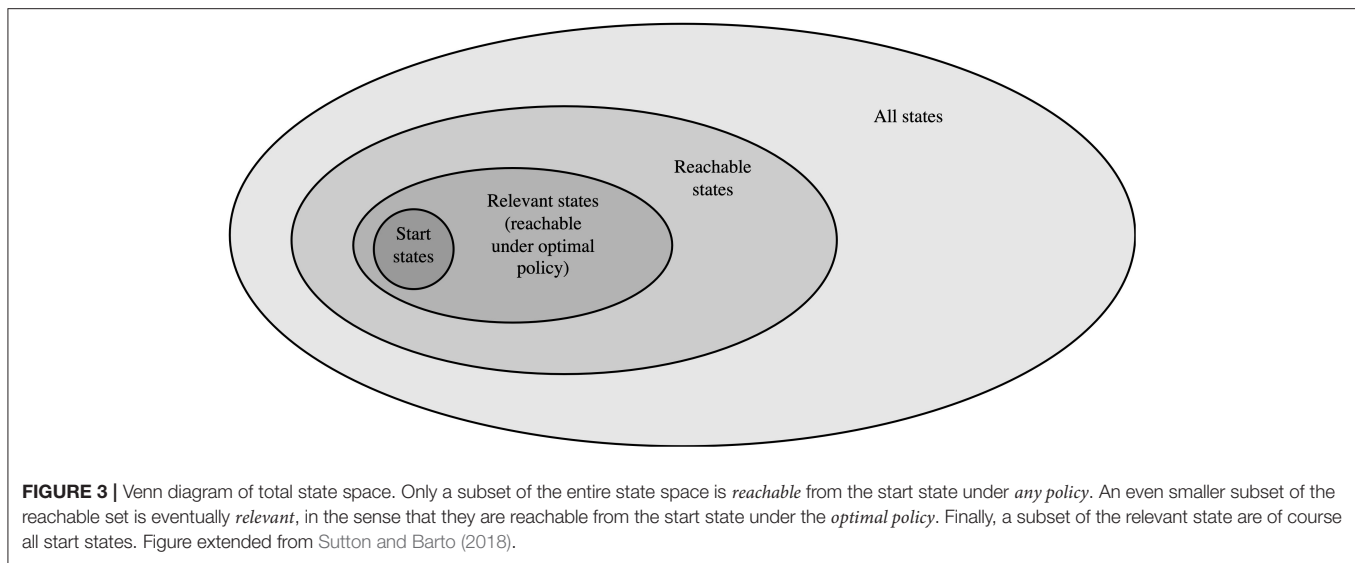 All states
Reachable
states
Relevant states
(reachable
under optimal
policy)
Start
states
FIGURE 3 | Venn diagram of total state space. Only a subset of the entire state space is reachable from the start state under any policy. An even smaller subset of the
reachable set is eventually relevant, in the sense that they are reachable from the start state under the optimal policy. Finally, a subset of the relevant state are of course
all start states. Figure extended from Sutton and Barto (2018).